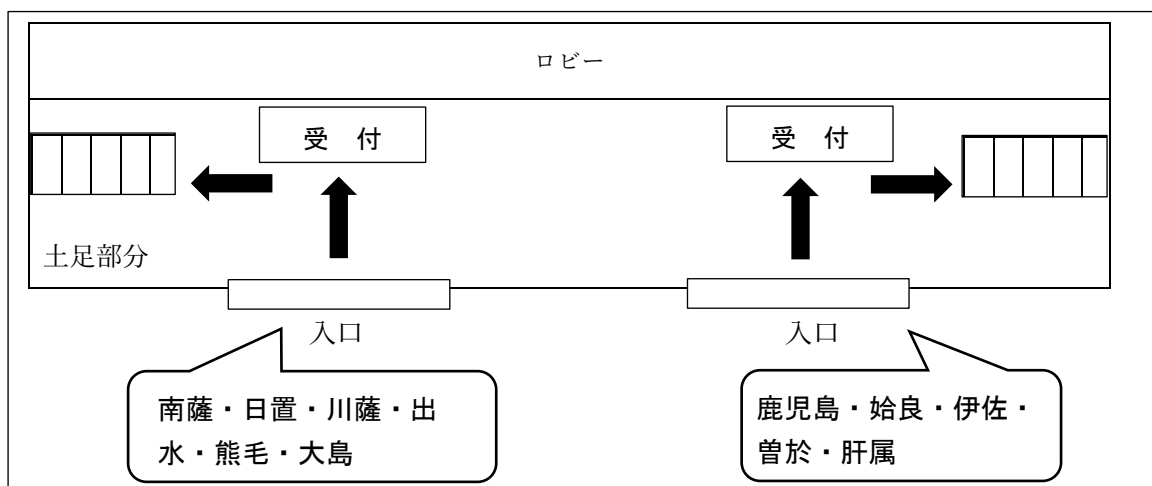 ロビー
受 付
受 付
土足部分
入口
入口
南薩・日置・川薩・出
水・熊毛・大島
鹿児島・姶良・伊佐・
曽於・肝属